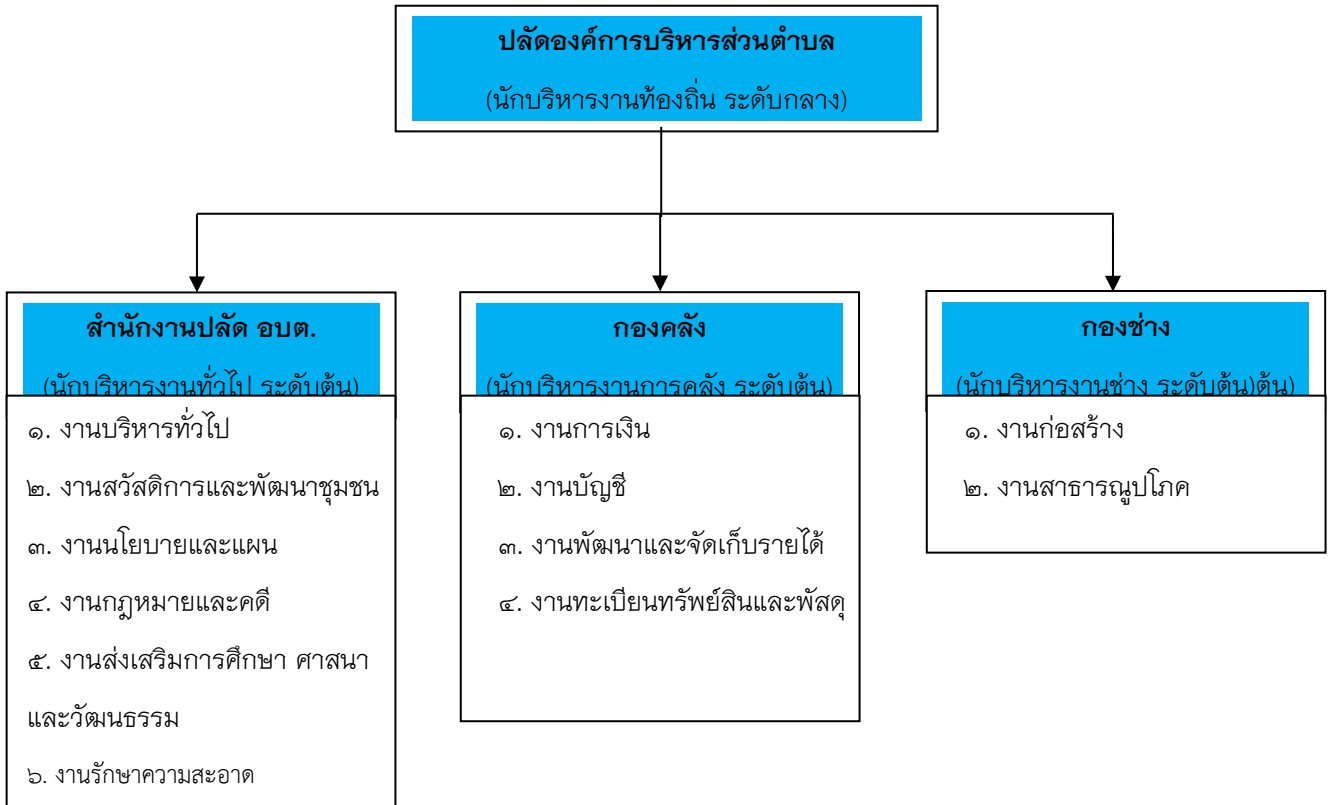 ปลัดองค์การบริหารส่วนตำบล
(นักบริหารงานท้องถิ่น ระดับกลาง)
สำนักงานปลัด อบต.
(นักบริหารงานทั่วไป ระดับต้น)
๑. งานบริหารทั่วไป
๒. งานสวัสดิการและพัฒนาชุมชน
๓. งานนโยบายและแผน
๔. งานกฎหมายและคดี
๕. งานส่งเสริมการศึกษา ศาสนา
และวัฒนธรรม
๖. งานรักษาความสะอาด
กองคลัง
(นักบริหารงานการคลัง ระดับต้น)
๑. งานการเงิน
๒. งานบัญชี
๓. งานพัฒนาและจัดเก็บรายได้
๔. งานทะเบียนทรัพย์สินและพัสดุ
กองช่าง
(นักบริหารงานช่าง ระดับต้น)ต้น)
๑. งานก่อสร้าง
๒. งานสาธารณูปโภค